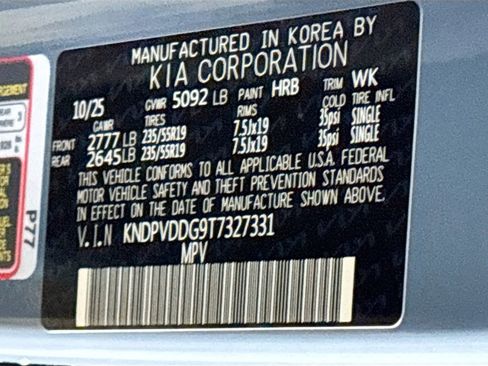 MANUFACTURED IN KOREA BY
KIA CORPORATION
10/25 GVWR 5092 LB PAINT HRB TRIM WK
GAWR TIRES RIMS COLD TIRE INFL
FRONT 2777 LB 235/55R19 7.5Jx19 35psi SINGLE
REAR 2645 LB 235/55R19 7.5Jx19 35psi SINGLE
THIS VEHICLE CONFORMS TO ALL APPLICABLE U.S.A. FEDERAL
MOTOR VEHICLE SAFETY AND THEFT PREVENTION STANDARDS
IN EFFECT ON THE DATE OF MANUFACTURE SHOWN ABOVE.
V.I.N KNDPVDDG9T7327331
MPV
P77